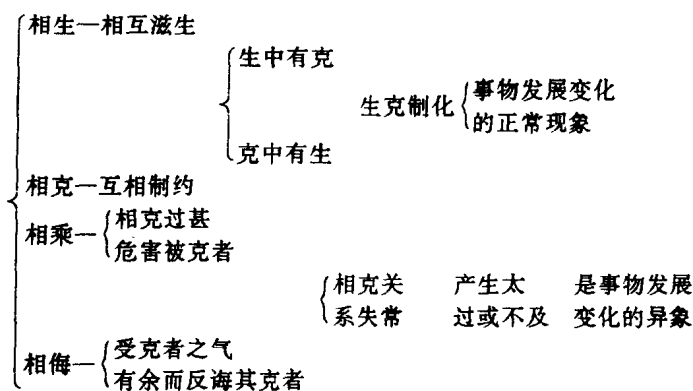 相生—相互滋生
生中有克
生克制化
事物发展变化
的正常现象
克中有生
相克—互相制约
相乘—
相克过甚
危害被克者
相克关 产生太 是事物发展
系失常 过或不及 变化的异象
相侮—
受克者之气
有余而反诲其克者